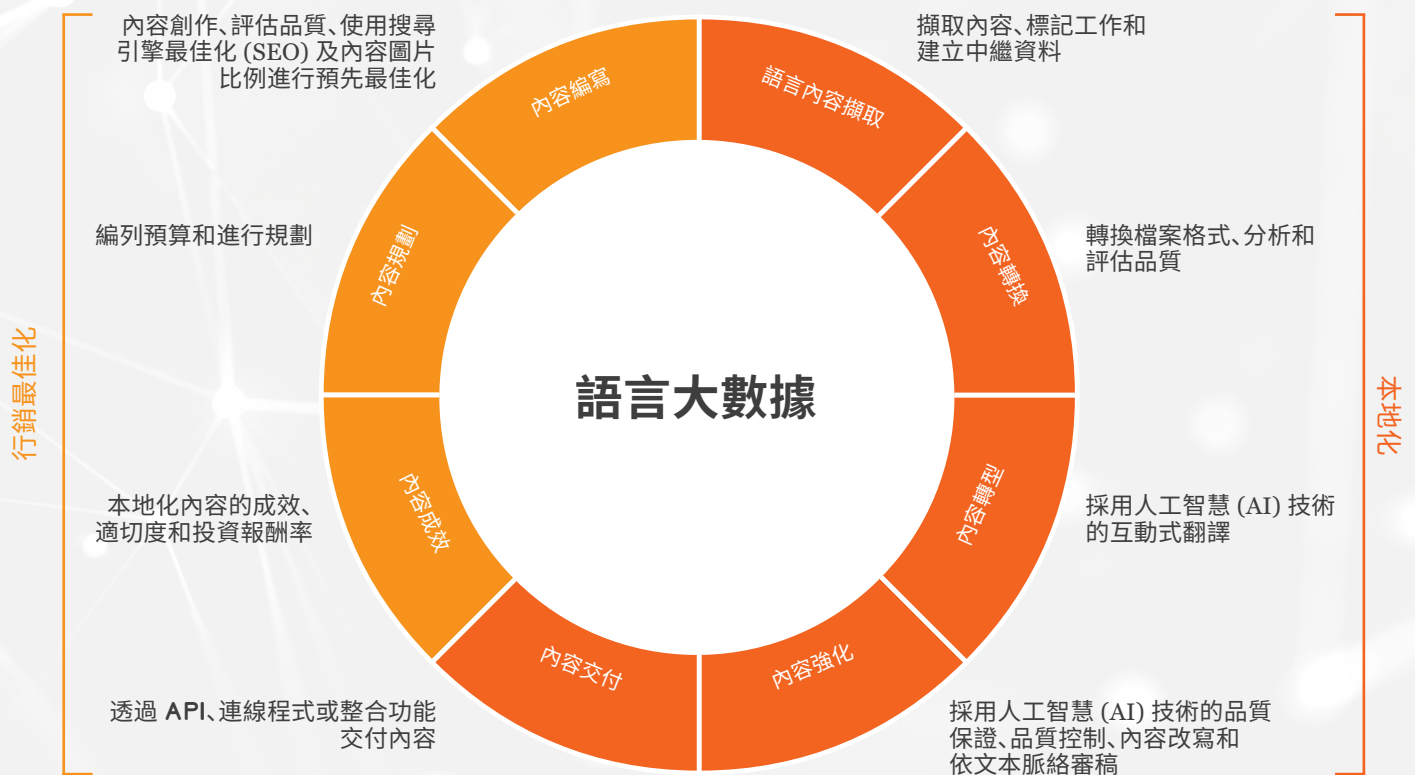 內容創作、評估品質、使用搜尋
引擎最佳化 (SEO) 及內容圖片
比例進行預先最佳化
擷取內容、標記工作和
建立中繼資料
內容編寫
語言內容擷取
編列預算和進行規劃
內容規劃
內容轉換
轉換檔案格式、分析和
評估品質
行銷最佳化
語言大數據
本地化
本地化內容的成效、
適切度和投資報酬率
內容成效
內容轉型
採用人工智慧 (AI) 技術
的互動式翻譯
內容交付
內容強化
透過 API、連線程式或整合功能
交付內容
採用人工智慧 (AI) 技術的品質
保證、品質控制、內容改寫和
依文本脈絡審稿